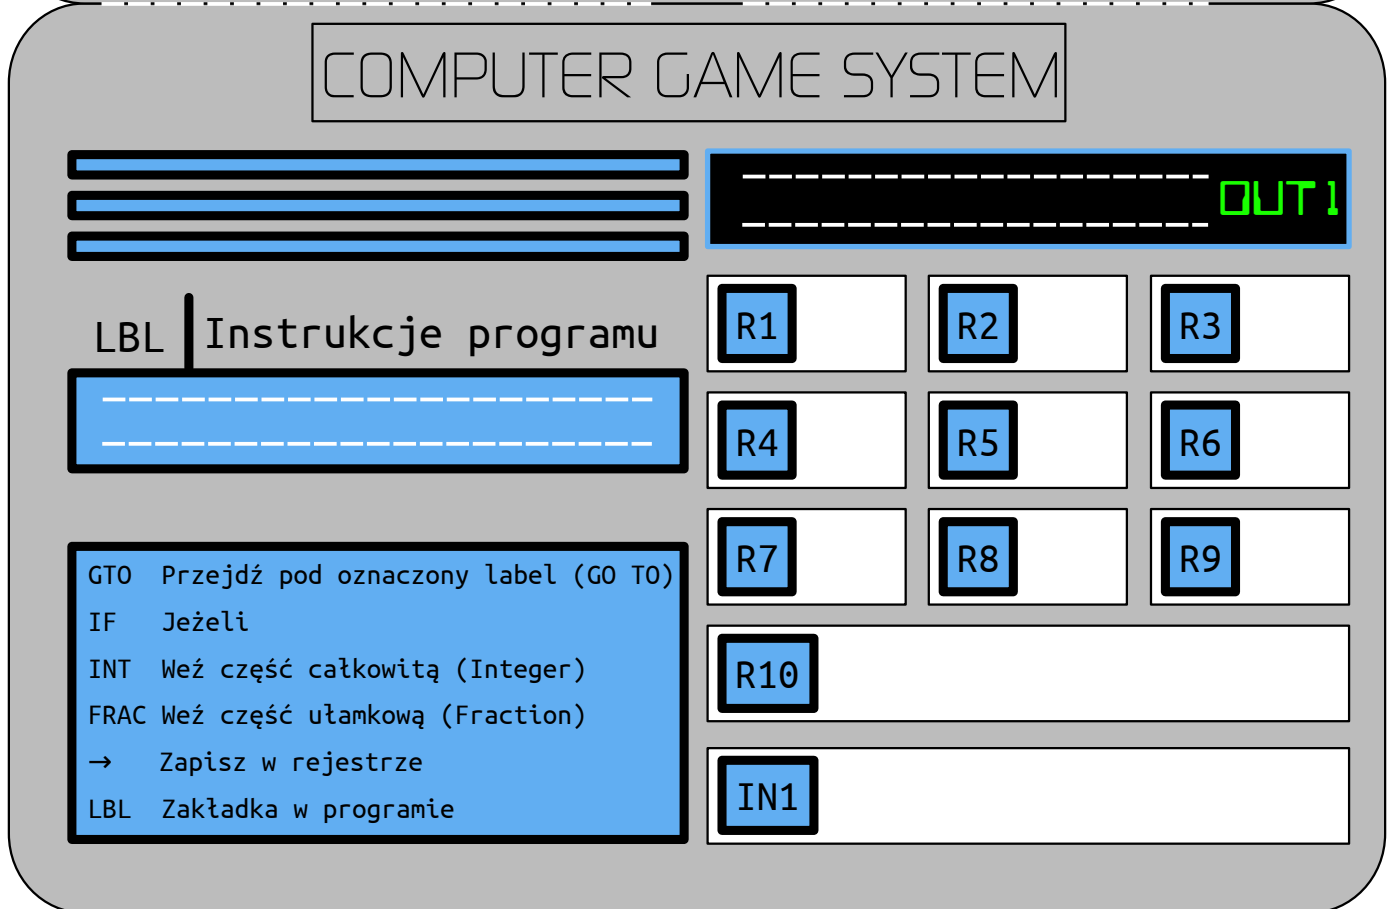 COMPUTER GAME SYSTEM
OUT1
LBL Instrukcje programu
R1 R2 R3
R4 R5 R6
R7 R8 R9
R10
IN1
GTO Przejdź pod oznaczony label (GO TO)
IF Jeżeli
INT Weź część całkowitą (Integer)
FRAC Weź część ułamkową (Fraction)
→ Zapisz w rejestrze
LBL Zakładka w programie